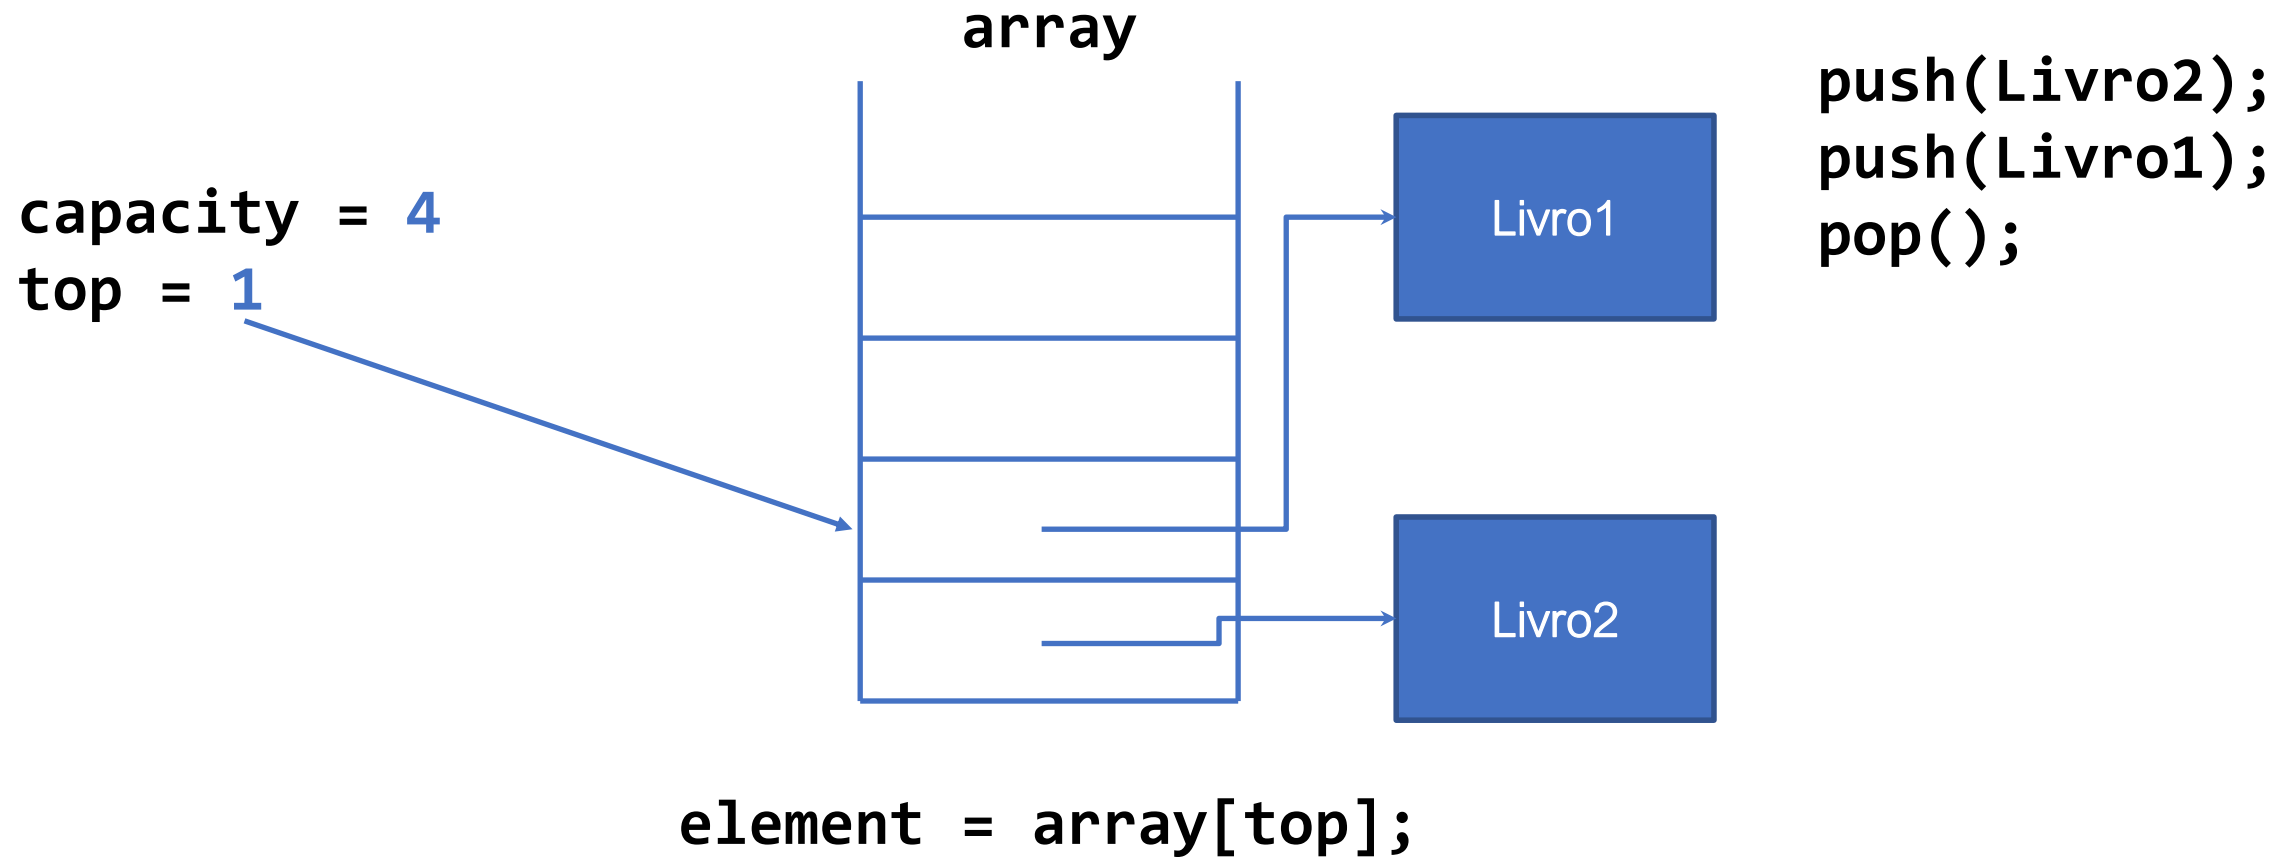 array
capacity = 4
top = 1
Livro1
Livro2
push(Livro2);
push(Livro1);
pop();
element = array[top];